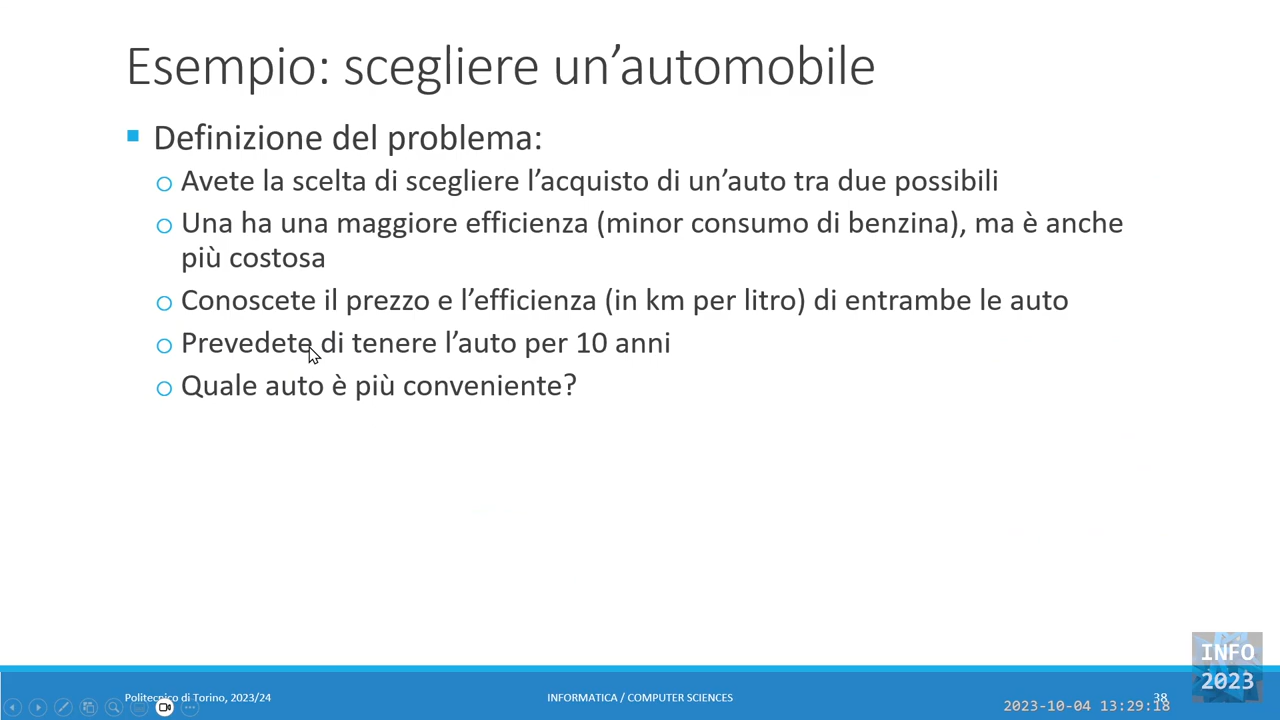 Esempio: scegliere un’automobile
Definizione del problema:
Avete la scelta di scegliere l’acquisto di un’auto tra due possibili
Una ha una maggiore efficienza (minor consumo di benzina), ma è anche
più costosa
Conoscete il prezzo e l’efficienza (in km per litro) di entrambe le auto
Prevedete di tenere l’auto per 10 anni
Quale auto è più conveniente?
INFO
2023
Politecnico di Torino, 2023/24
INFORMATICA / COMPUTER SCIENCES
38
2023-10-04 13:29:18